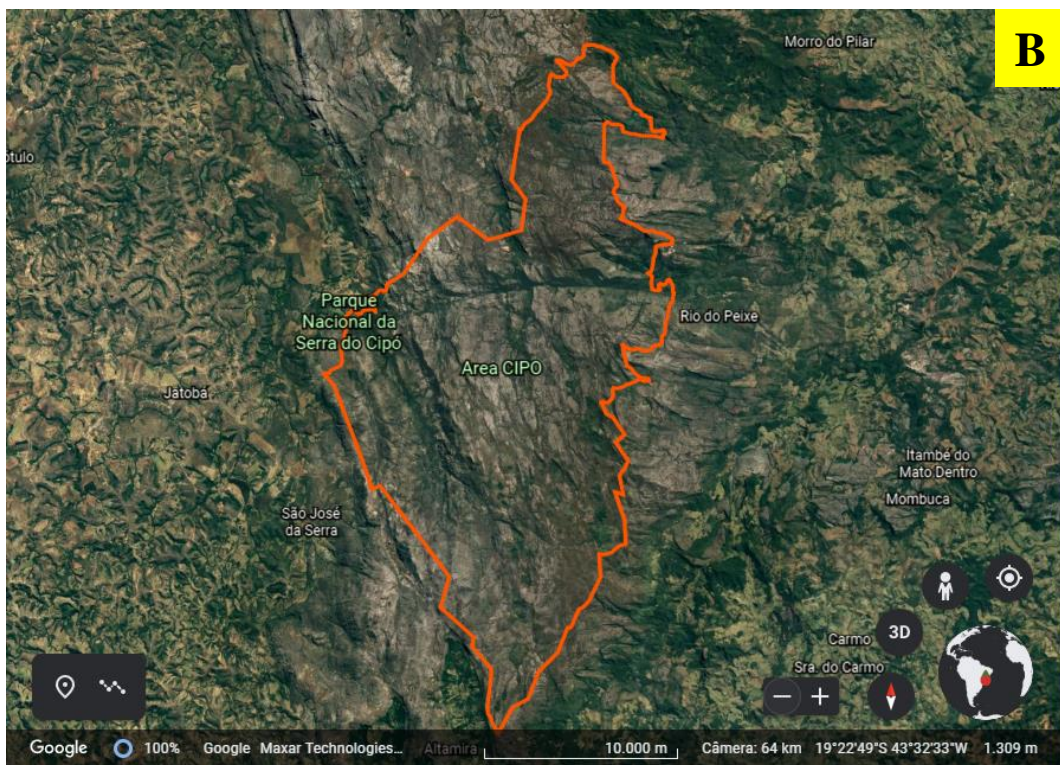 B
Morro do Pilar
otulo
Parque
Nacional da
Serra do Cipó
Rio do Peixe
Area CIPO
Jatobá
Itambé do
Mato Dentro
Mombuca
São José
da Serra
Carmo
3D
Sra. do Carmo
Google 100% Google Maxar Technologies... Altamira 10.000 m Câmera: 64 km 19°22'49"S 43°32'33"W 1.309 m